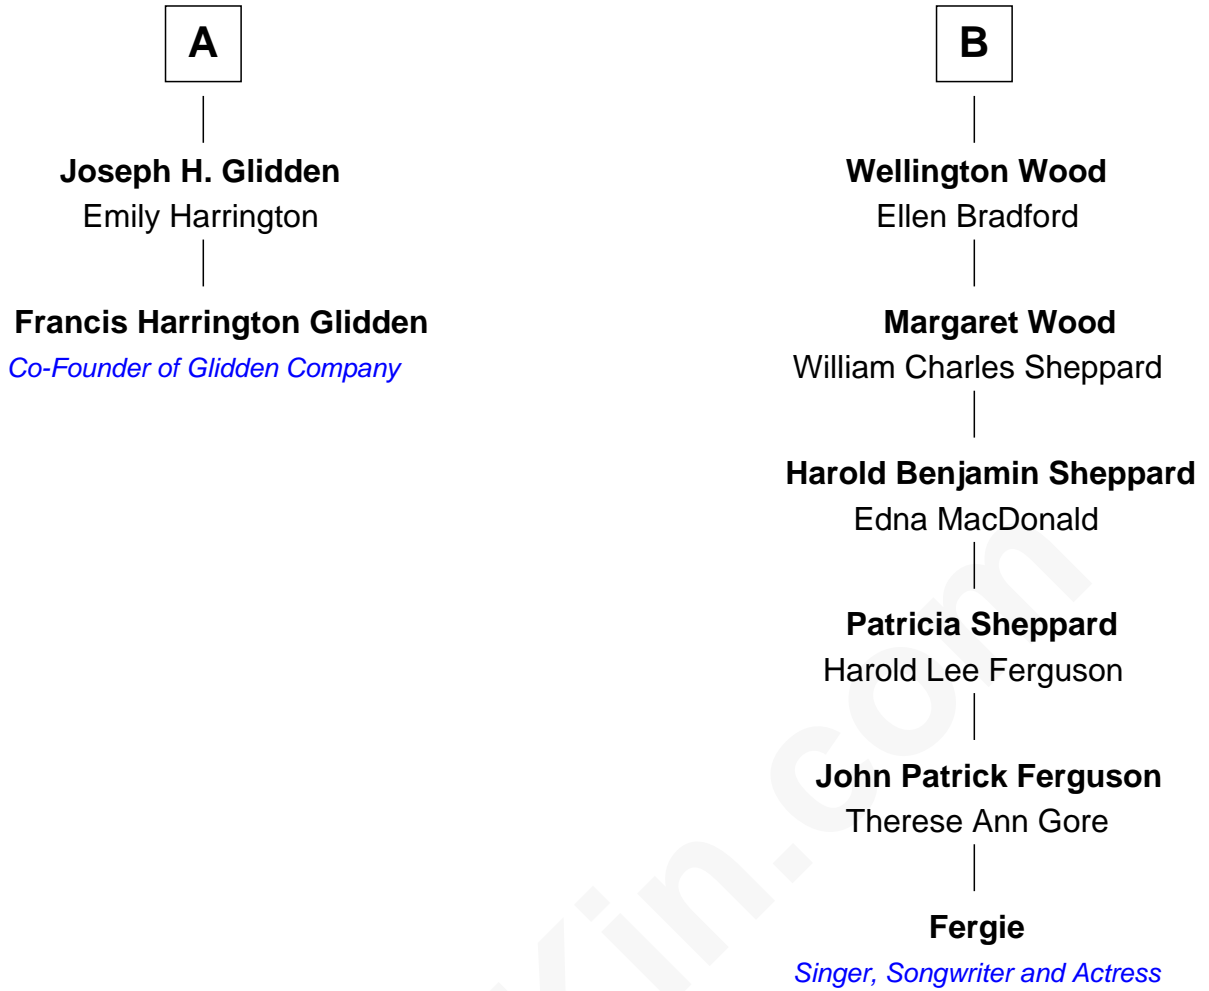 A
Joseph H. Glidden
Emily Harrington
Francis Harrington Glidden
Co-Founder of Glidden Company
B
Wellington Wood
Ellen Bradford
Margaret Wood
William Charles Sheppard
Harold Benjamin Sheppard
Edna MacDonald
Patricia Sheppard
Harold Lee Ferguson
John Patrick Ferguson
Therese Ann Gore
Fergie
Singer, Songwriter and Actress
Kin.com